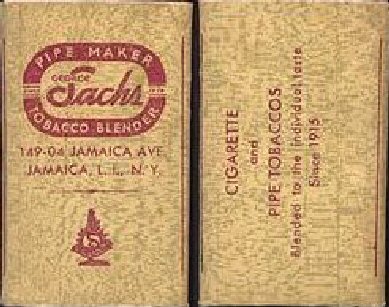 PIPE MAKER
GEORGE
Sachs
TOBACCO BLENDER
149-04 JAMAICA AVE.
JAMAICA, L. I., N. Y.
S
CIGARETTE
and
PIPE TOBACCOS
Blended to the individual taste
Since 1915